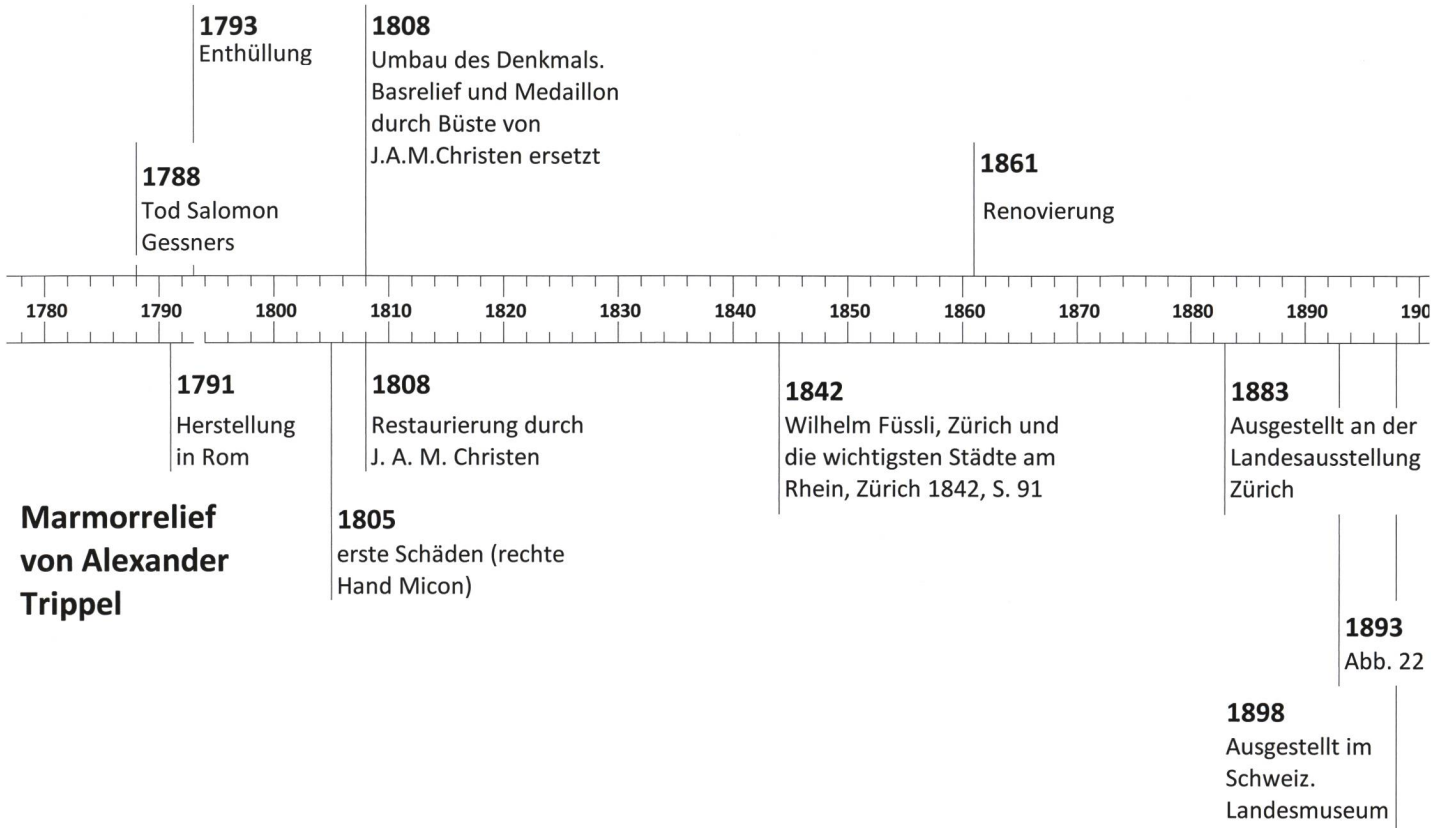 1793
Enthüllung
1808
Umbau des Denkmals.
Basrelief und Medaillon
durch Büste von
J.A.M.Christen ersetzt
1788
Tod Salomon
Gessners
1861
Renovierung
1780 1790 1800 1810 1820 1830 1840 1850 1860 1870 1880 1890 190
1791
Herstellung
in Rom
1808
Restaurierung durch
J. A. M. Christen
1842
Wilhelm Füssli, Zürich und
die wichtigsten Städte am
Rhein, Zürich 1842, S. 91
1883
Ausgestellt an der
Landesausstellung
Zürich
Marmorrelief
von Alexander
Trippel
1805
erste Schäden (rechte
Hand Micon)
1893
Abb. 22
1898
Ausgestellt im
Schweiz.
Landesmuseum